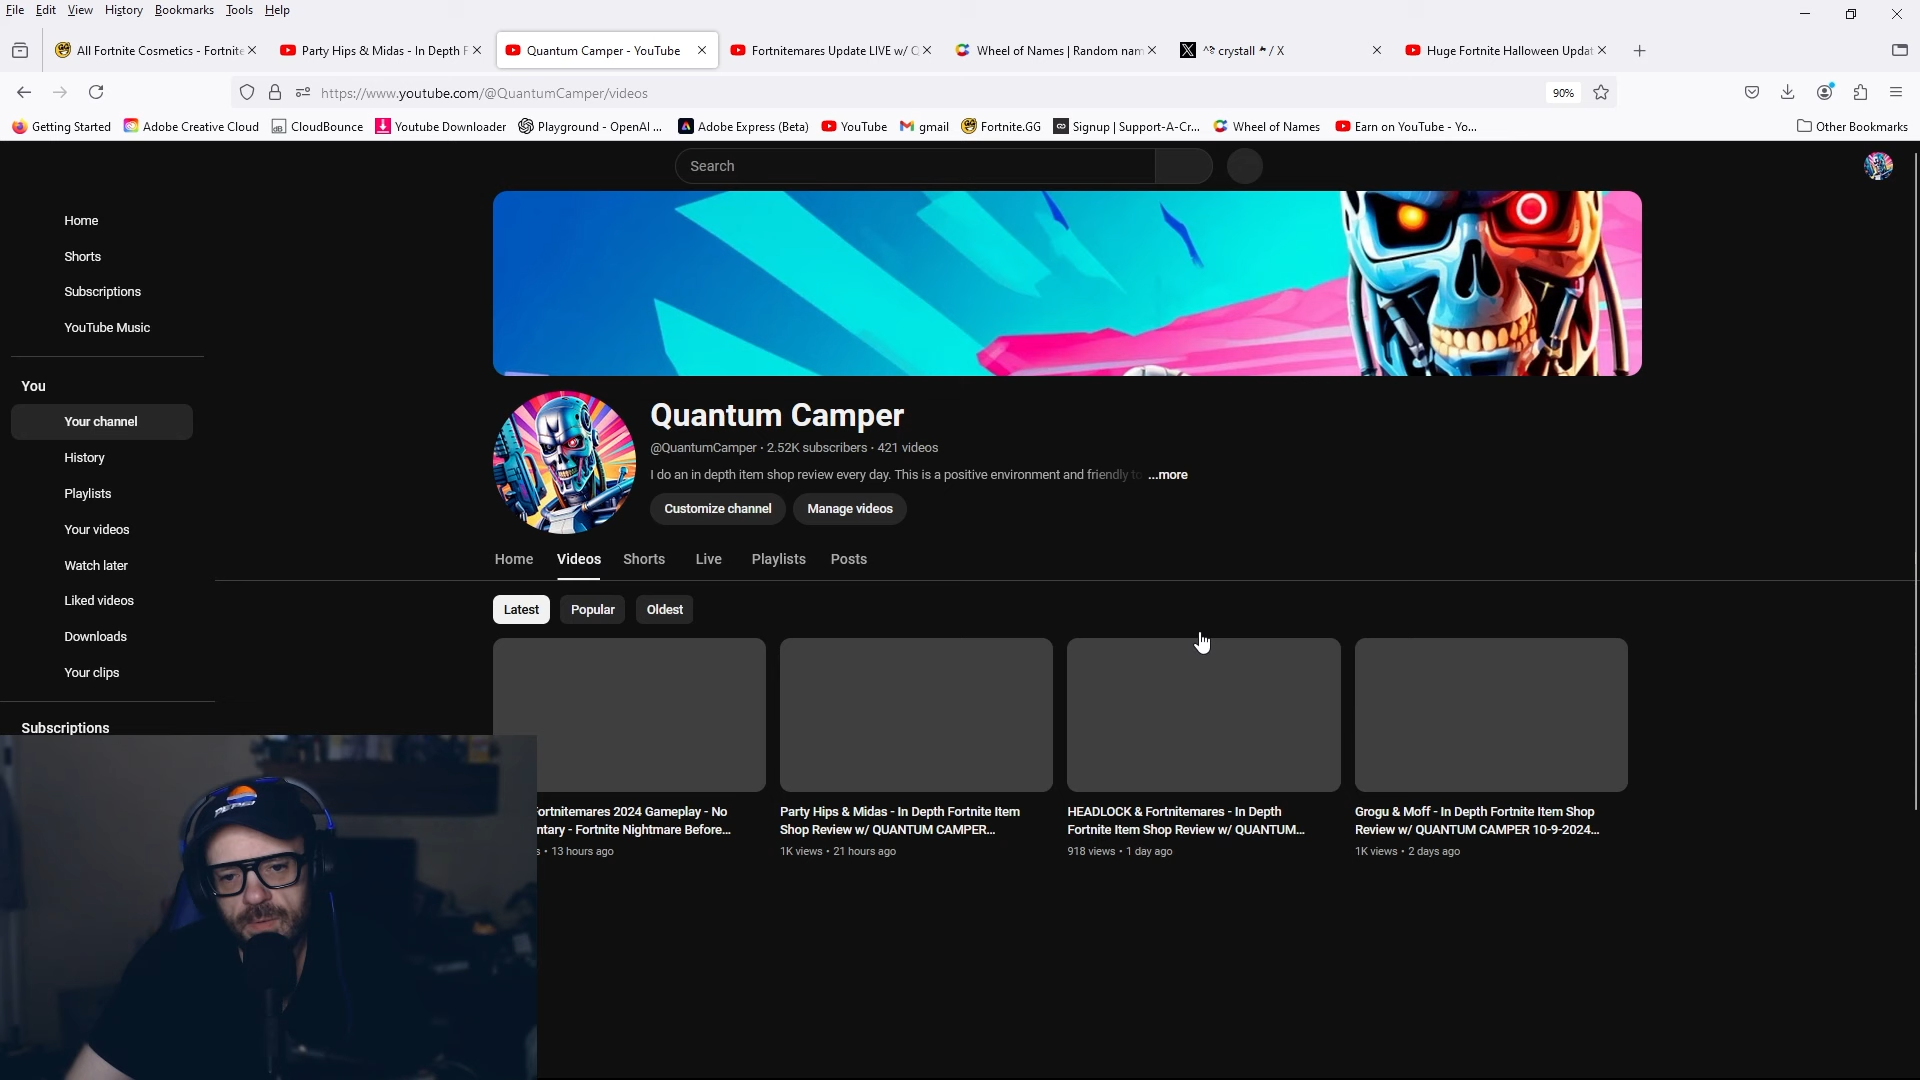 File Edit View History Bookmarks Tools Help
All Fortnite Cosmetics - Fortnite
Party Hips & Midas - In Depth F
Quantum Camper - YouTube
Fortnitemares Update LIVE w/ Q
Wheel of Names | Random nam
crystall / X
Huge Fortnite Halloween Updat
https://www.youtube.com/@QuantumCamper/videos
90%
Getting Started Adobe Creative Cloud CloudBounce Youtube Downloader Playground - OpenAI ... Adobe Express (Beta) YouTube gmail Fortnite.GG Signup | Support-A-Cr... Wheel of Names Earn on YouTube - Yo... Other Bookmarks
Search
Home
Shorts
Subscriptions
YouTube Music
You
Your channel
History
Playlists
Your videos
Watch later
Liked videos
Downloads
Your clips
Subscriptions
Quantum Camper
@QuantumCamper · 2.52K subscribers · 421 videos
I do an in depth item shop review every day. This is a positive environment and friendly to ...more
Customize channel Manage videos
Home Videos Shorts Live Playlists Posts
Latest Popular Oldest
Fortnitemares 2024 Gameplay - No
ntary - Fortnite Nightmare Before...
s · 13 hours ago
Party Hips & Midas - In Depth Fortnite Item
Shop Review w/ QUANTUM CAMPER...
1K views · 21 hours ago
HEADLOCK & Fortnitemares - In Depth
Fortnite Item Shop Review w/ QUANTUM...
918 views · 1 day ago
Grogu & Moff - In Depth Fortnite Item Shop
Review w/ QUANTUM CAMPER 10-9-2024...
1K views · 2 days ago
PEPSI